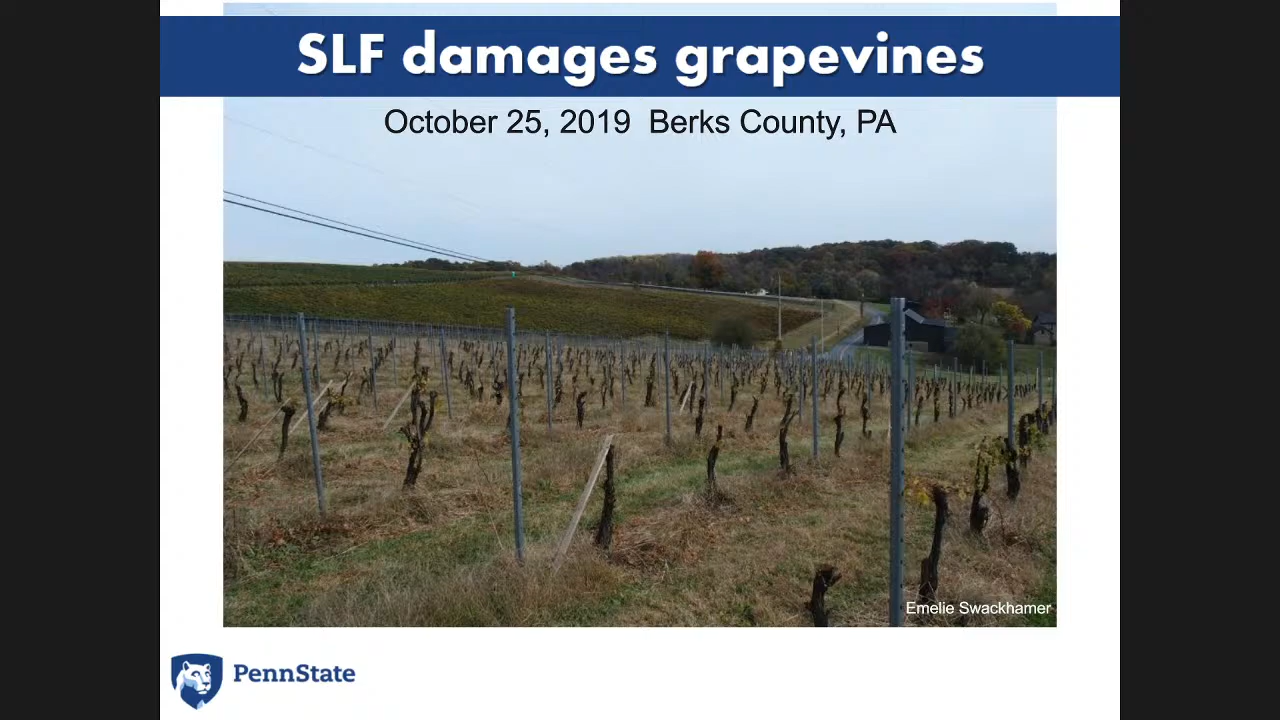 SLF damages grapevines
October 25, 2019 Berks County, PA
Emelie Swackhamer
PennState